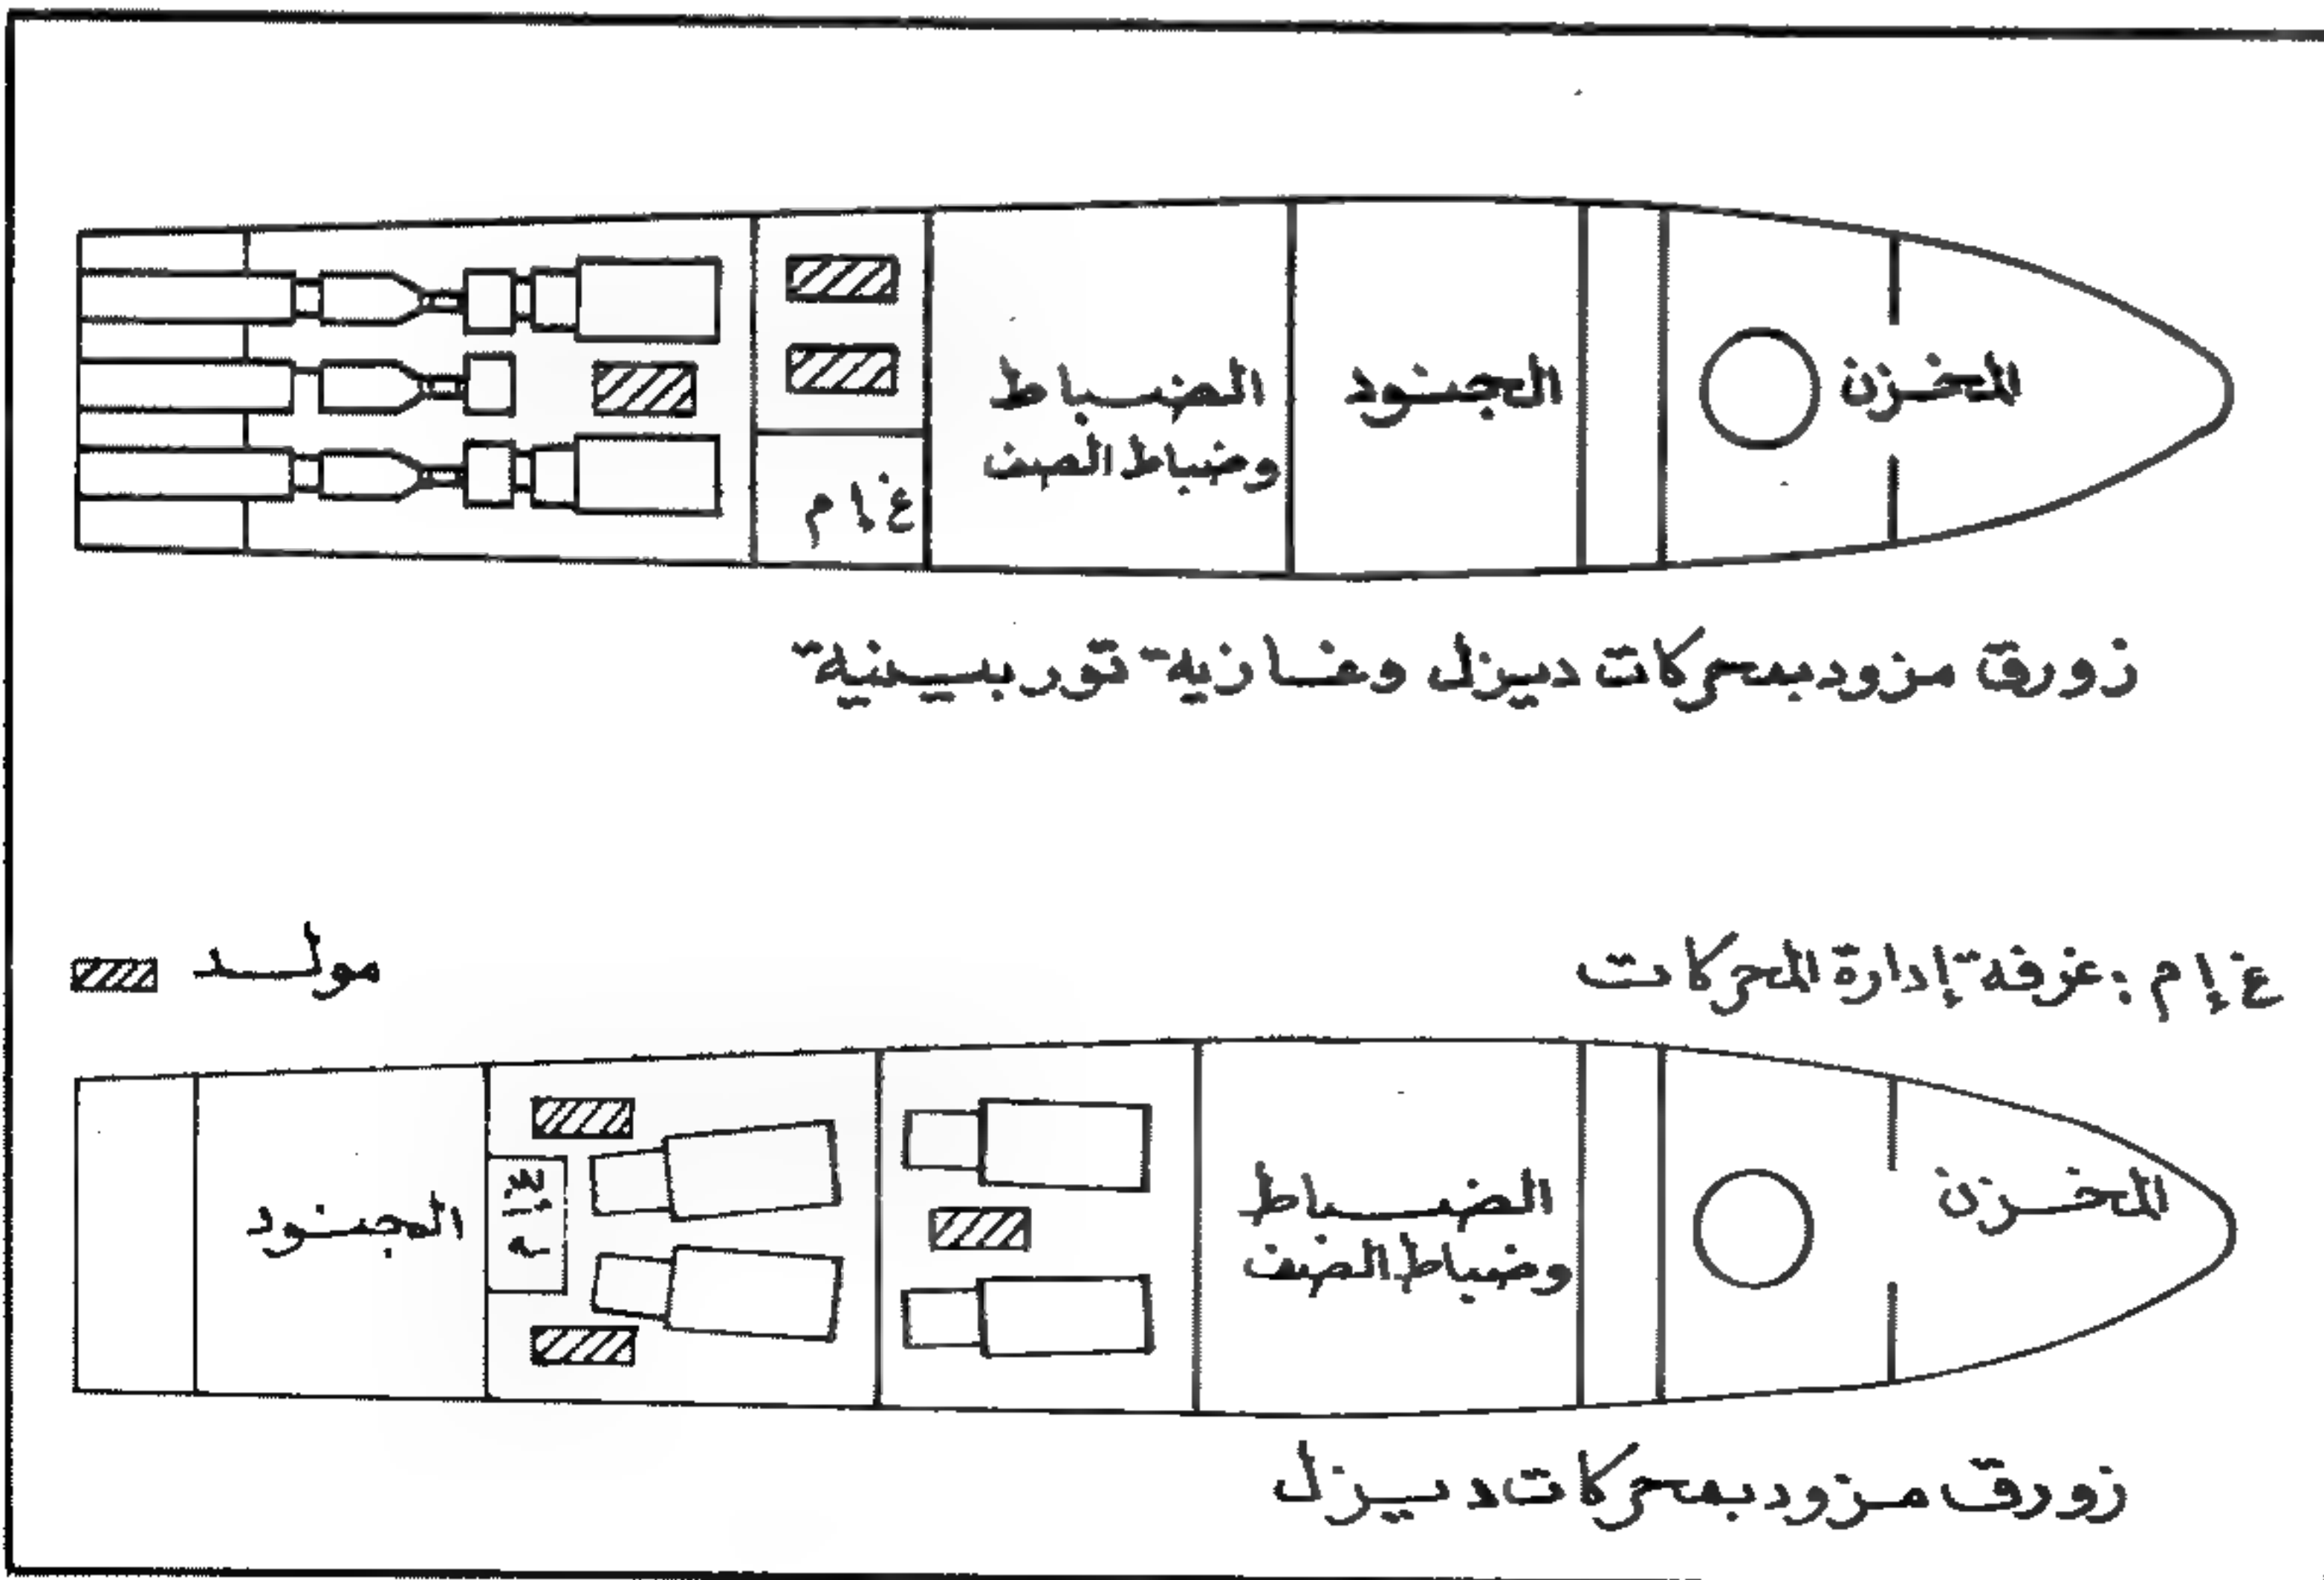 المخزن
الجنود
الضباط
وضباط الصف
غ إ م
زورق مزود بمحركات ديزل وغازية توربينية
غ إ م : غرفة إدارة المحركات
مولد
المخزن
الضباط
وضباط الصف
غ إ م
الجنود
زورق مزود بمحركات ديزل